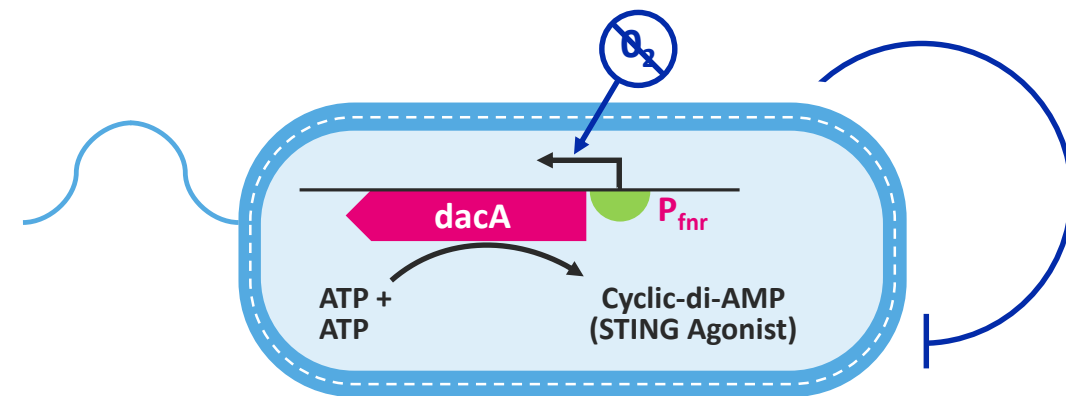 O2
dacA
Pfnr
ATP +
ATP
Cyclic-di-AMP
(STING Agonist)